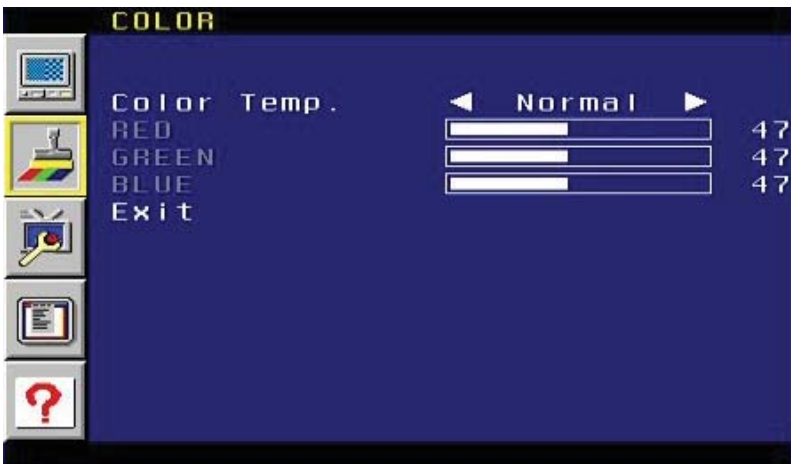 COLOR
Color Temp. ◀ Normal ▶
RED 47
GREEN 47
BLUE 47
Exit
?